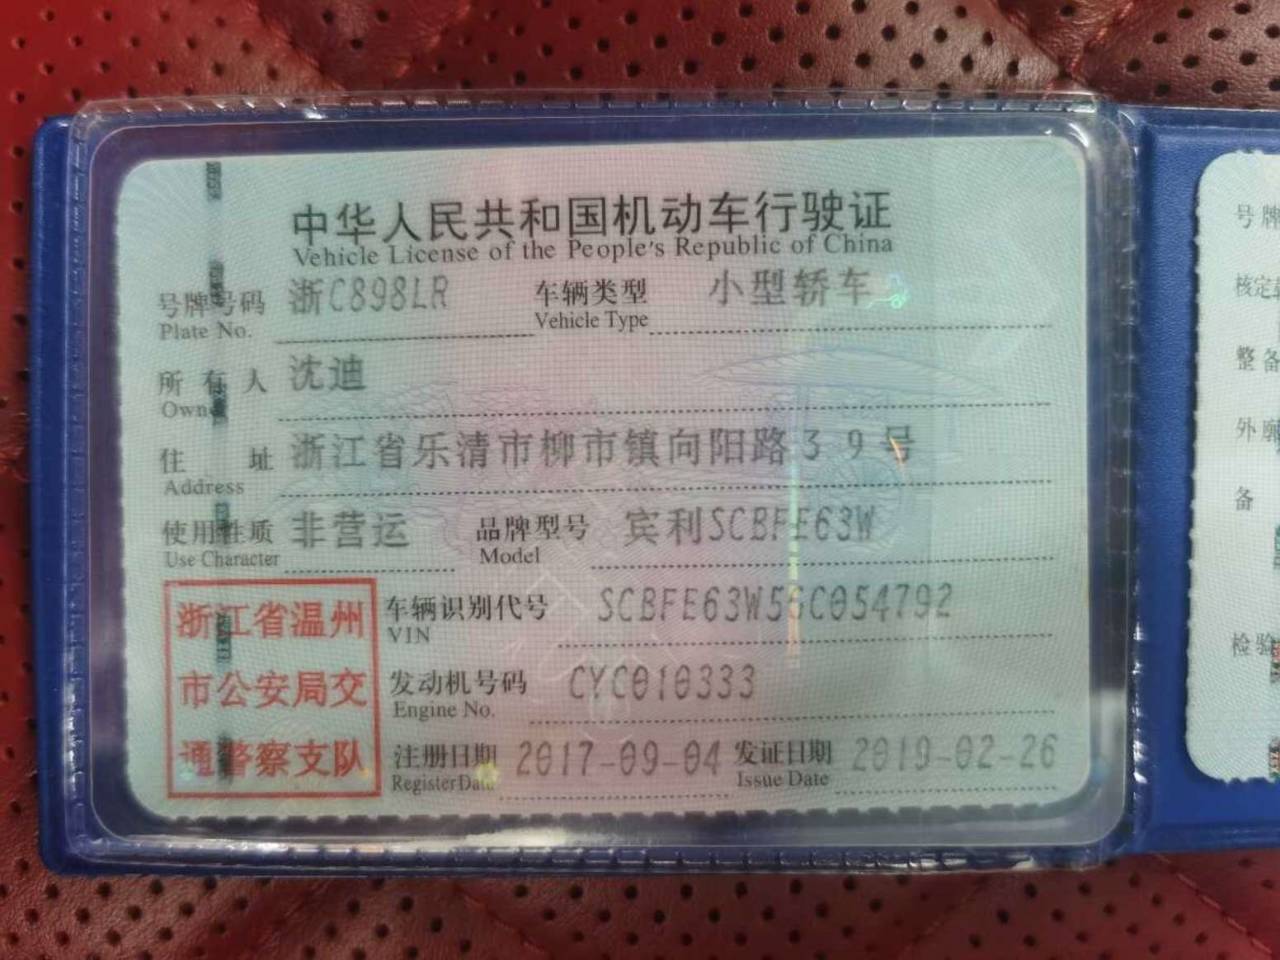 中华人民共和国机动车行驶证
Vehicle License of the People's Republic of China
号牌号码 浙C898LR 车辆类型 小型轿车
Plate No. Vehicle Type
所有人 沈迪
Owner
住址 浙江省乐清市柳市镇向阳路39号
Address
使用性质 非营运 品牌型号 宾利SCBFE63W
Use Character Model
浙江省温州
市公安局交
通警察支队
车辆识别代号 SCBFE63W5GC054792
VIN
发动机号码 CYC010333
Engine No.
注册日期 2017-09-04 发证日期 2019-02-26
Register Date Issue Date
号牌
核定
整备
外廓
备
检验